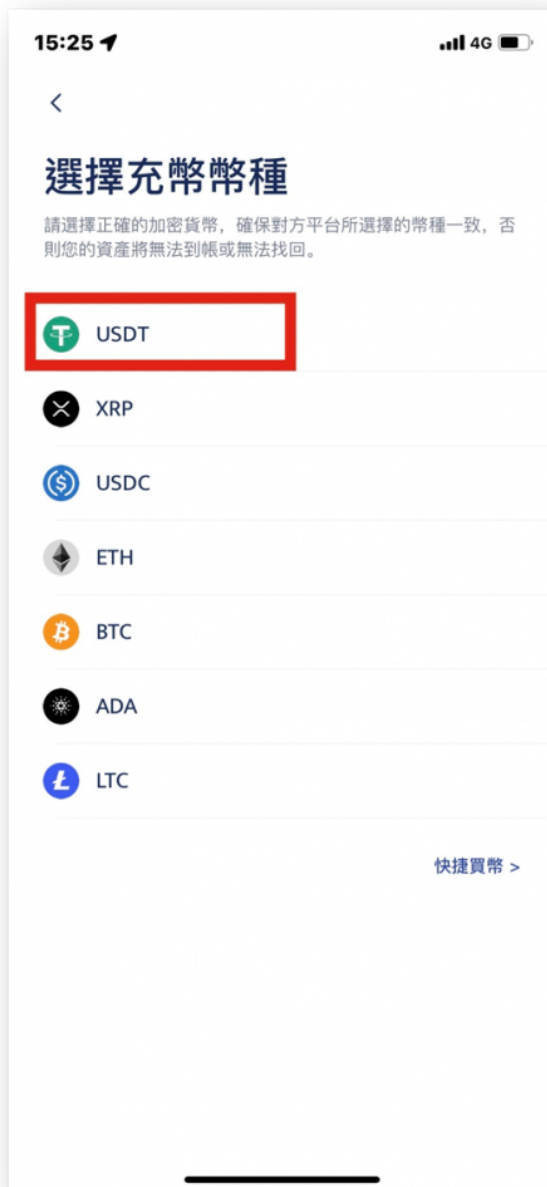 15:25
4G
選擇充幣幣種
請選擇正確的加密貨幣，確保對方平台所選擇的幣種一致，否
則您的資產將無法到帳或無法找回。
USDT
XRP
USDC
ETH
BTC
ADA
LTC
快捷買幣 >